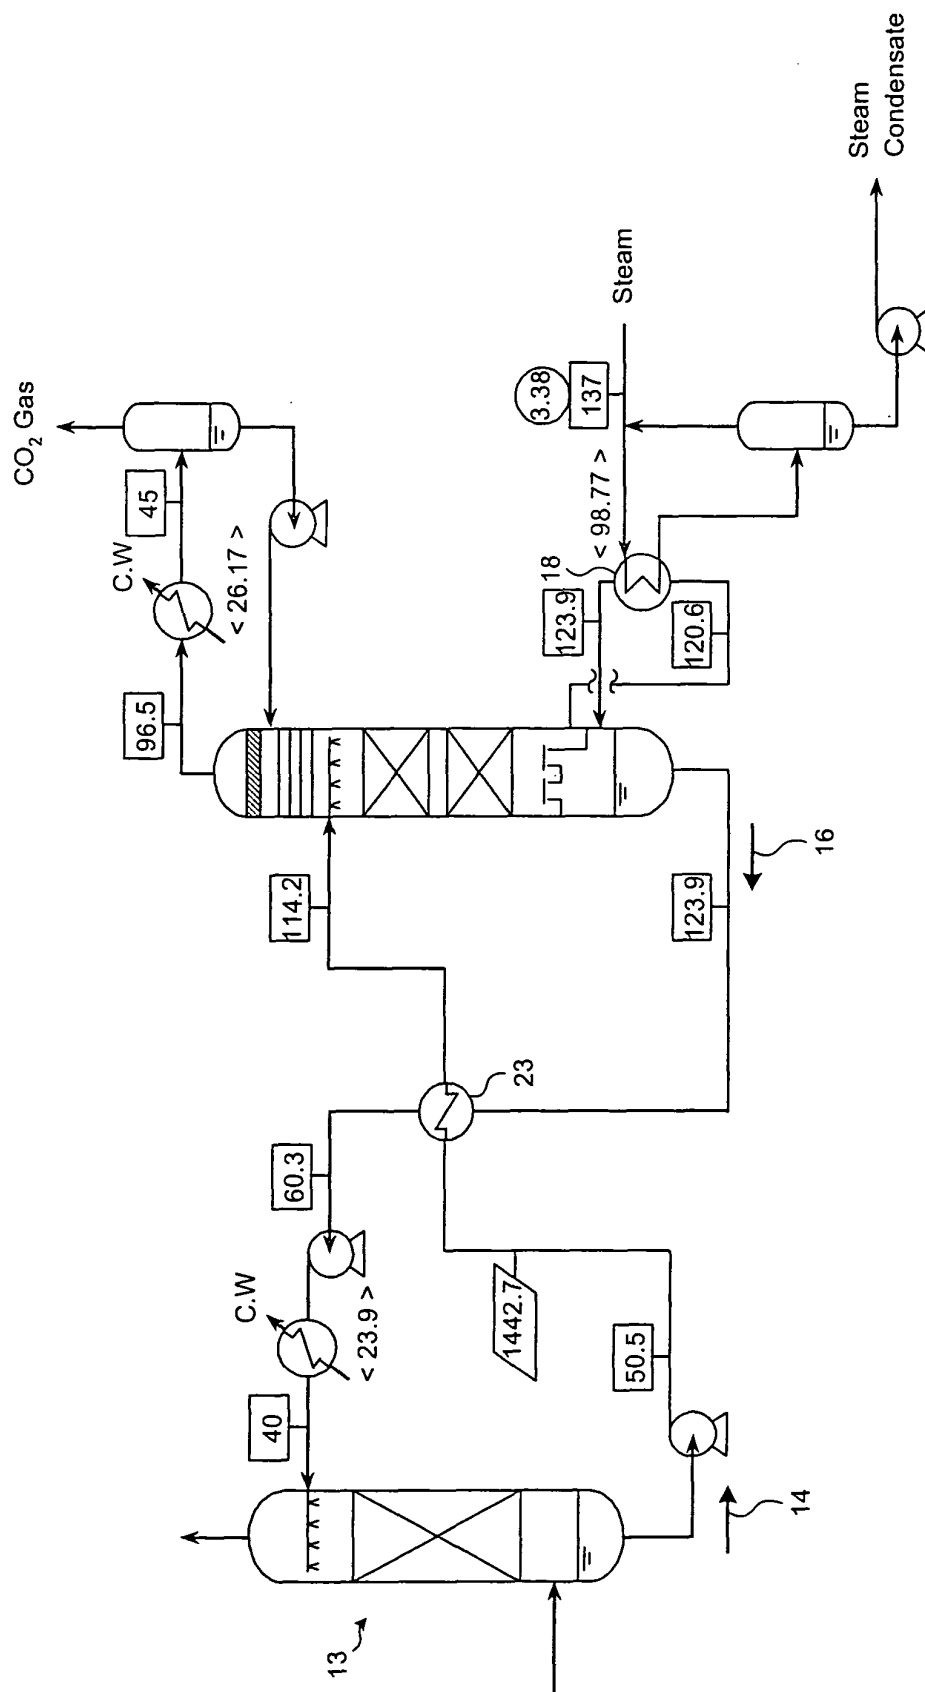 CO₂ Gas
45
C.W
< 26.17 >
96.5
Steam
Condensate
Steam
3.38
137
< 98.77 >
18
123.9
120.6
114.2
16
123.9
23
60.3
C.W
< 23.9 >
40
1442.7
50.5
14
13